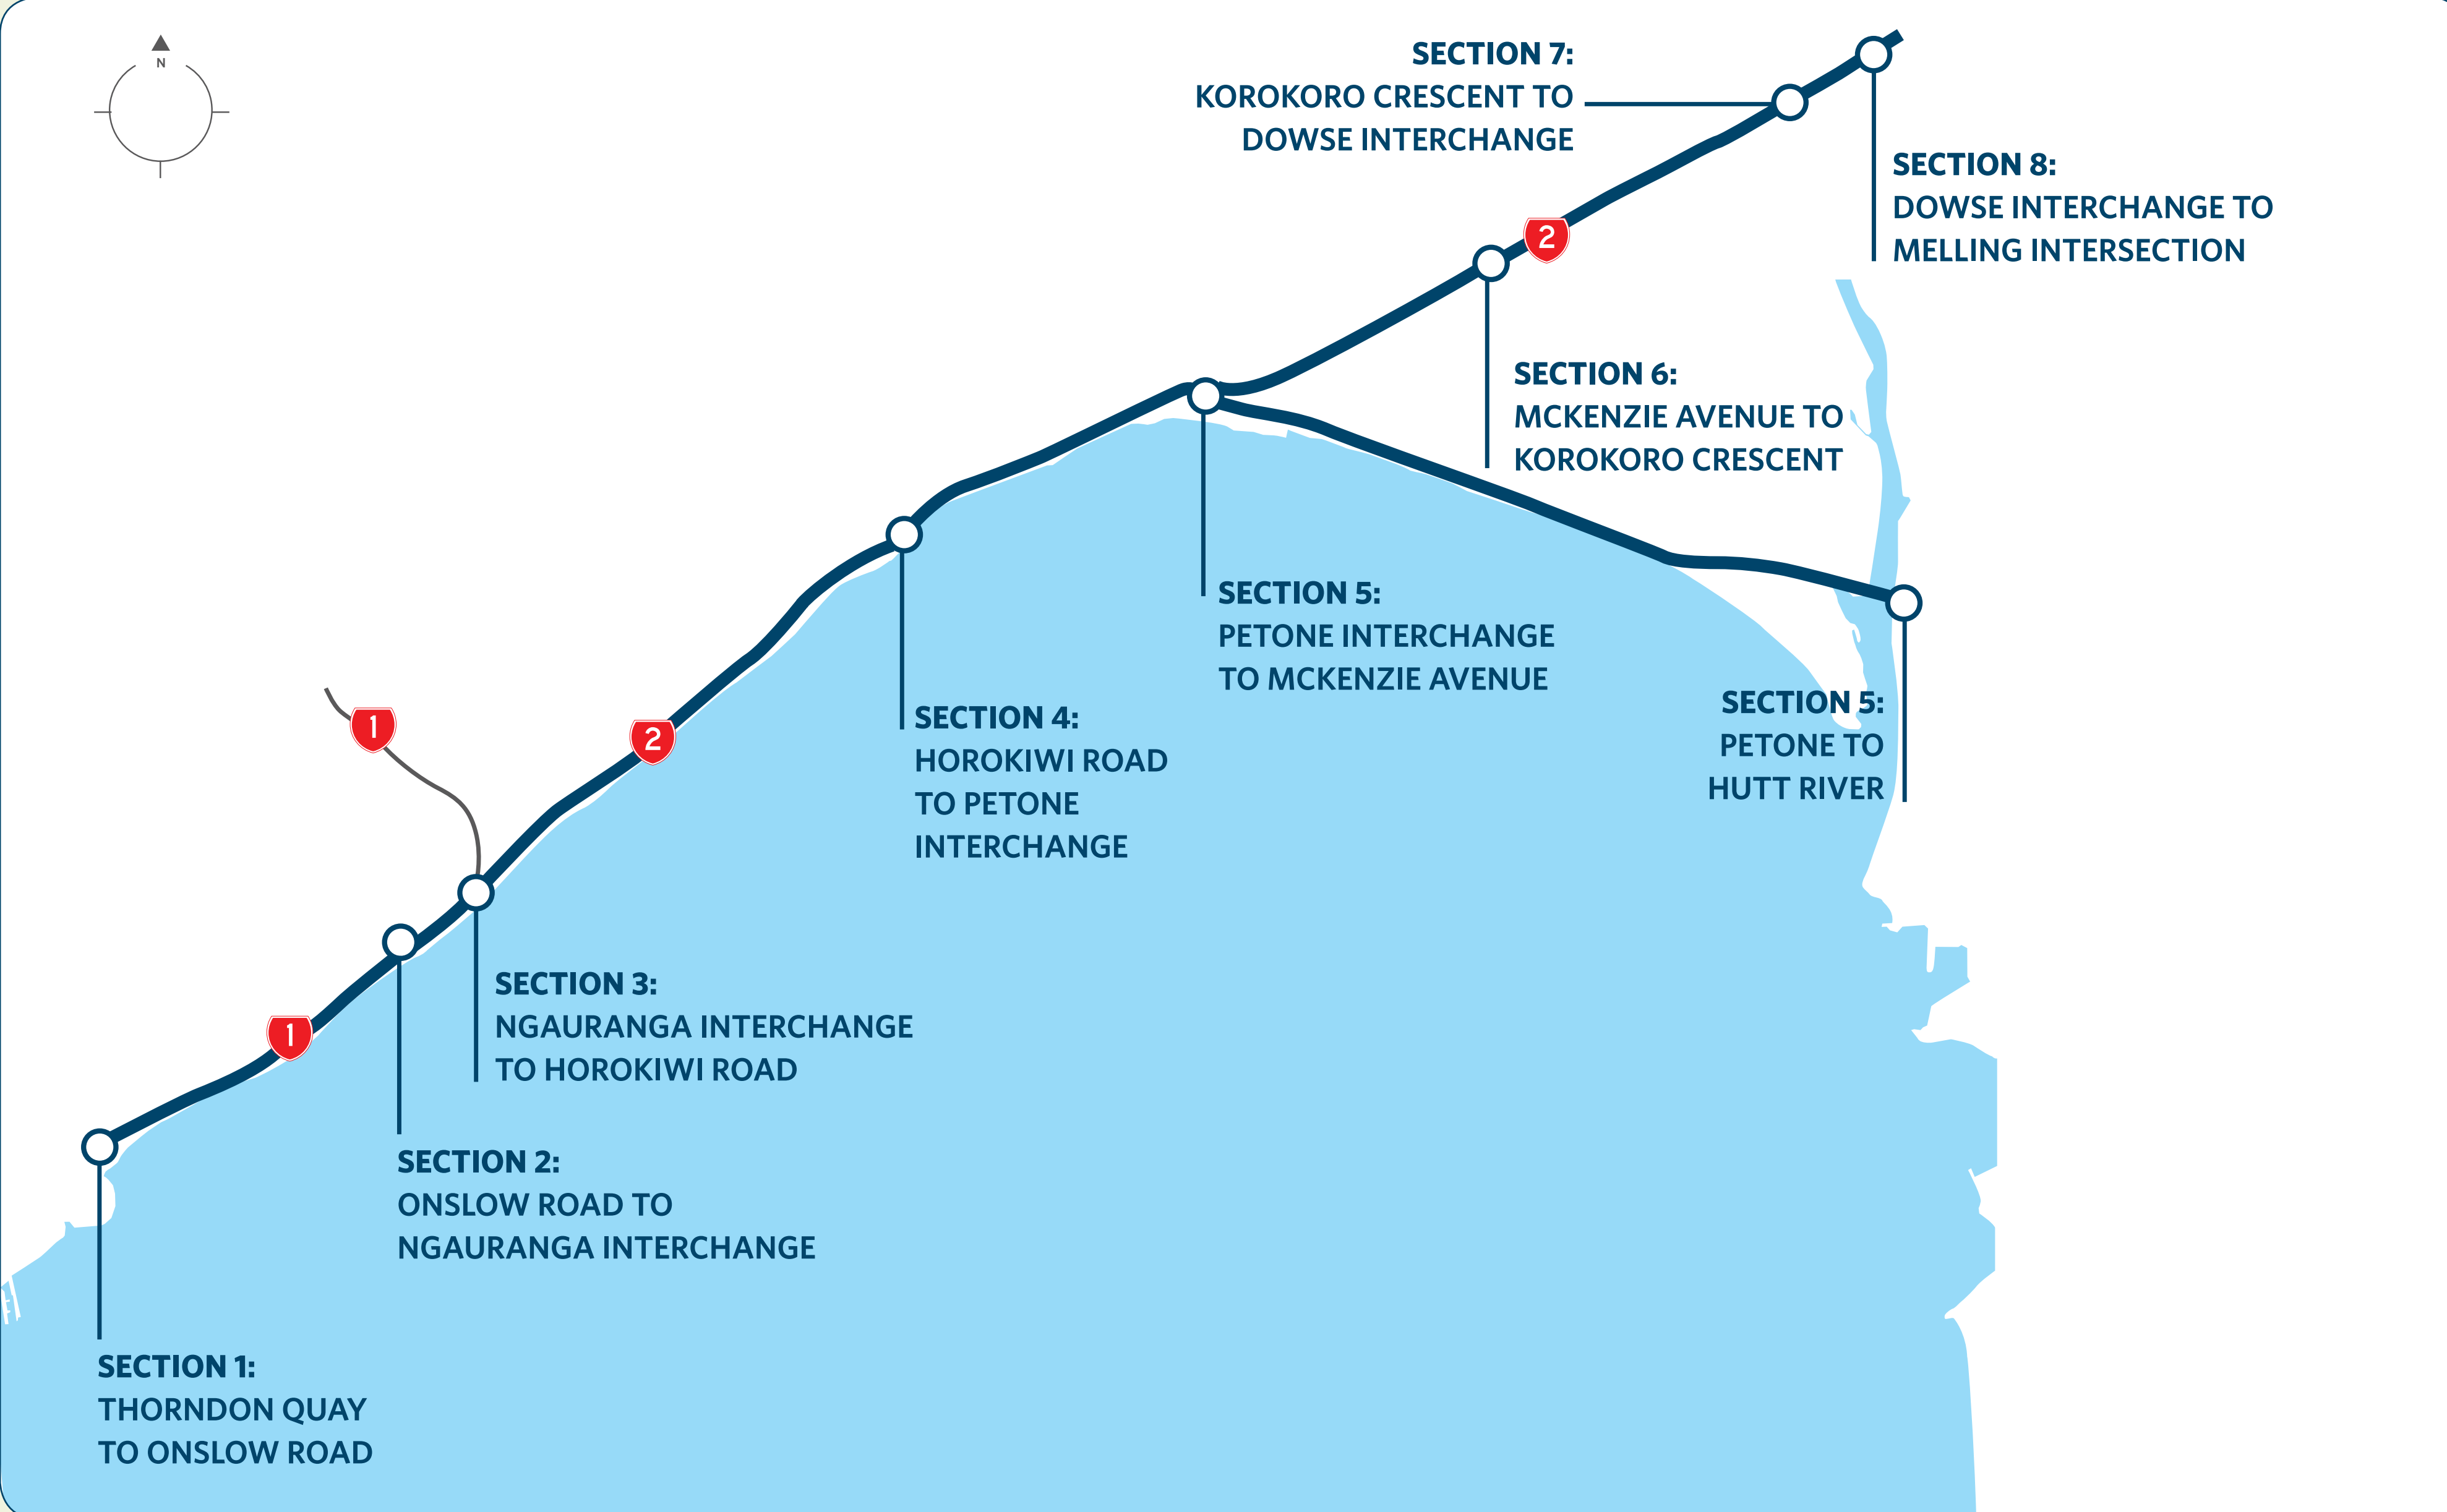 N
SECTION 7:
KOROKORO CRESCENT TO
DOWSE INTERCHANGE
SECTION 8:
DOWSE INTERCHANGE TO
MELLING INTERSECTION
2
SECTION 6:
MCKENZIE AVENUE TO
KOROKORO CRESCENT
SECTION 5:
PETONE INTERCHANGE
TO MCKENZIE AVENUE
SECTION 5:
PETONE TO
HUTT RIVER
1
2
SECTION 4:
HOROKIWI ROAD
TO PETONE
INTERCHANGE
SECTION 3:
NGAURANGA INTERCHANGE
TO HOROKIWI ROAD
1
SECTION 2:
ONSLOW ROAD TO
NGAURANGA INTERCHANGE
SECTION 1:
THORNDON QUAY
TO ONSLOW ROAD